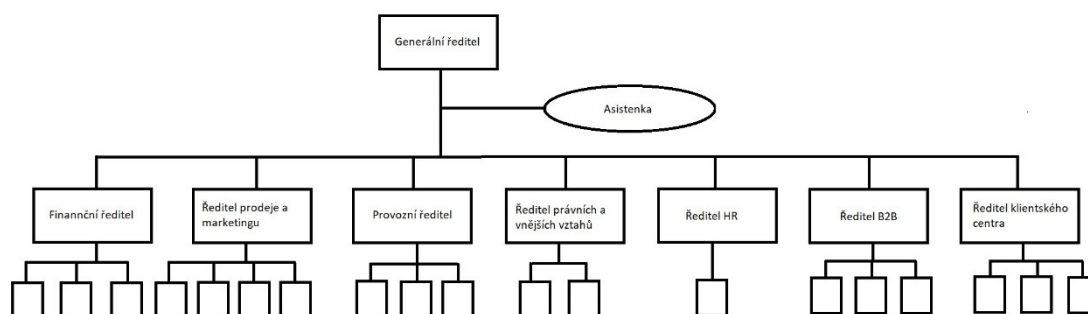 Generální ředitel
Asistenka
Finannční ředitel
Ředitel prodeje a
marketingu
Provozní ředitel
Ředitel právních a
vnějších vztahů
Ředitel HR
Ředitel B2B
Ředitel klientského
centra